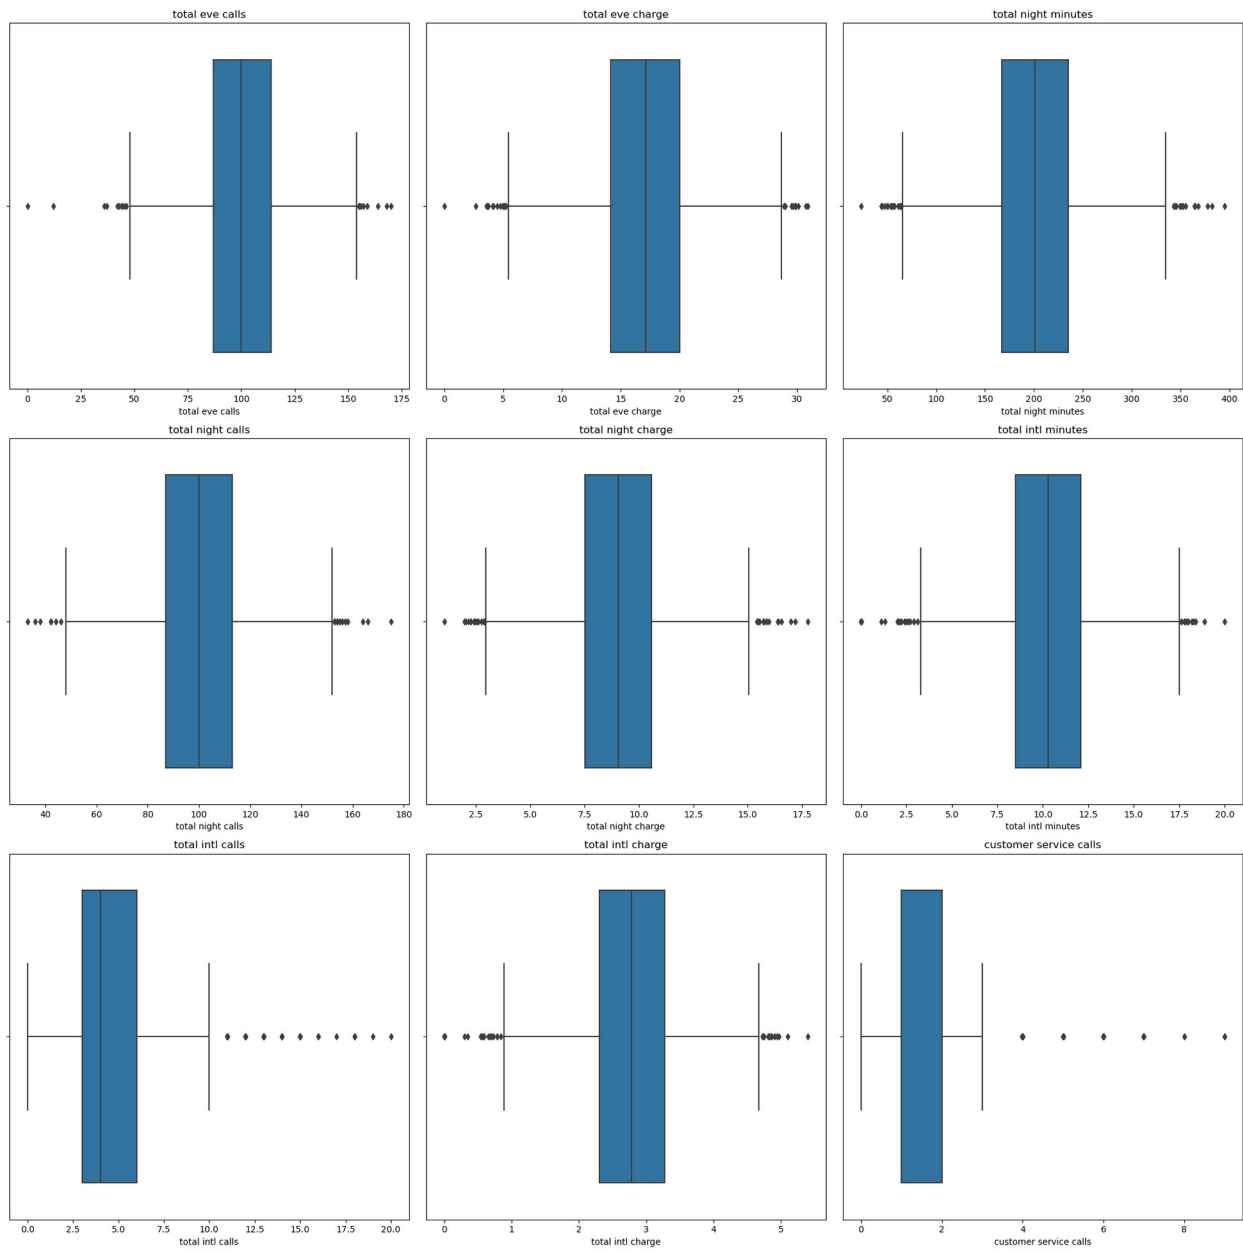 total eve calls
0 25 50 75 100 125 150 175
total eve calls
total eve charge
0 5 10 15 20 25 30
total eve charge
total night minutes
50 100 150 200 250 300 350 400
total night minutes
total night calls
40 60 80 100 120 140 160 180
total night calls
total night charge
2.5 5.0 7.5 10.0 12.5 15.0 17.5
total night charge
total intl minutes
0.0 2.5 5.0 7.5 10.0 12.5 15.0 17.5 20.0
total intl minutes
total intl calls
0.0 2.5 5.0 7.5 10.0 12.5 15.0 17.5 20.0
total intl calls
total intl charge
0 1 2 3 4 5
total intl charge
customer service calls
0 2 4 6 8
customer service calls